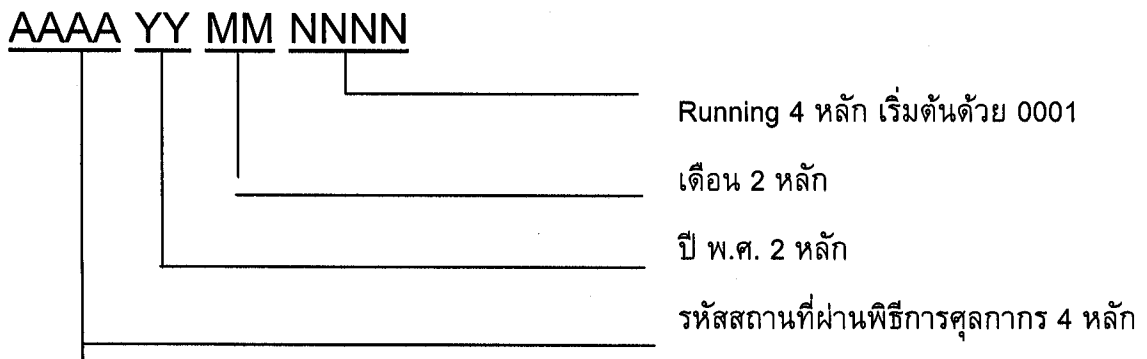 AAAA YY MM NNNN
Running 4 หลัก เริ่มต้นด้วย 0001
เดือน 2 หลัก
ปี พ.ศ. 2 หลัก
รหัสสถานที่ผ่านพิธีการศุลกากร 4 หลัก